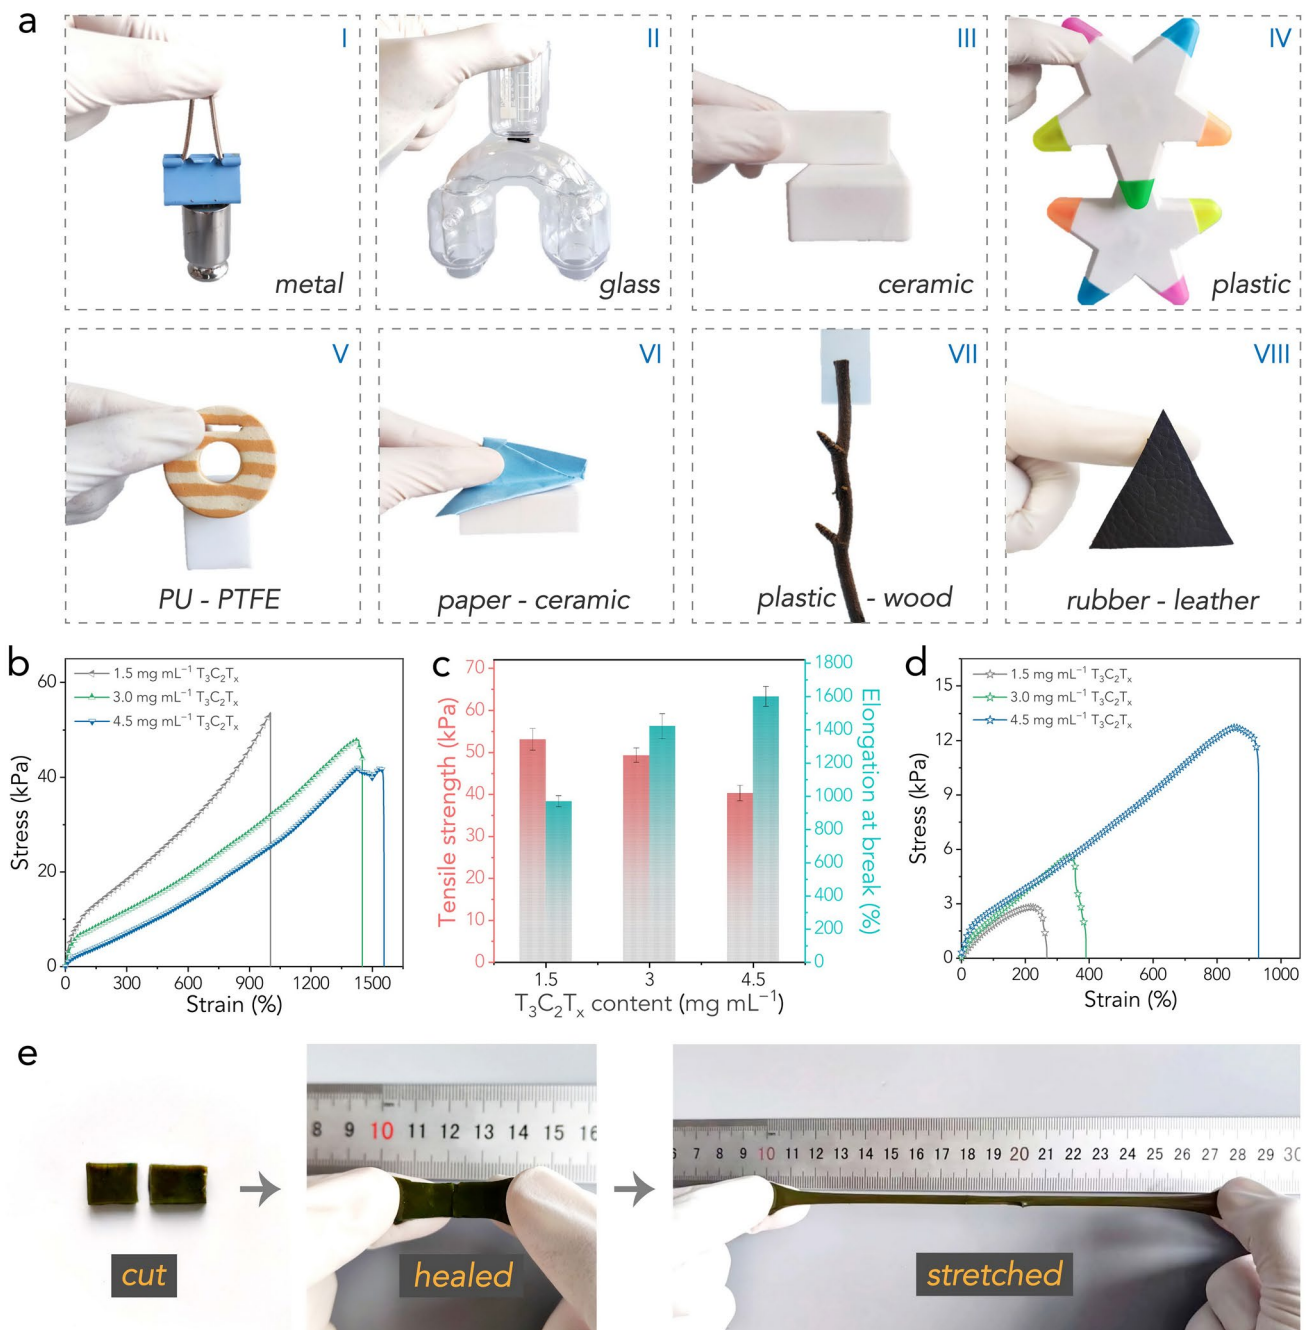 a
I
metal
II
glass
III
ceramic
IV
plastic
V
PU - PTFE
VI
paper - ceramic
VII
plastic - wood
VIII
rubber - leather
b
Stress (kPa)
60
40
20
0
1.5 mg mL⁻¹ T₃C₂Tₓ
3.0 mg mL⁻¹ T₃C₂Tₓ
4.5 mg mL⁻¹ T₃C₂Tₓ
0 300 600 900 1200 1500
Strain (%)
c
Tensile strength (kPa)
70
60
50
40
30
20
10
0
1800
1600
1400
1200
1000
800
600
400
200
0
Elongation at break (%)
1.5 3 4.5
T₃C₂Tₓ content (mg mL⁻¹)
d
Stress (kPa)
15
12
9
6
3
0
1.5 mg mL⁻¹ T₃C₂Tₓ
3.0 mg mL⁻¹ T₃C₂Tₓ
4.5 mg mL⁻¹ T₃C₂Tₓ
0 200 400 600 800 1000
Strain (%)
e
cut
8 9 10 11 12 13 14 15 16
healed
6 7 8 9 10 11 12 13 14 15 16 17 18 19 20 21 22 23 24 25 26 27 28 29 30
stretched